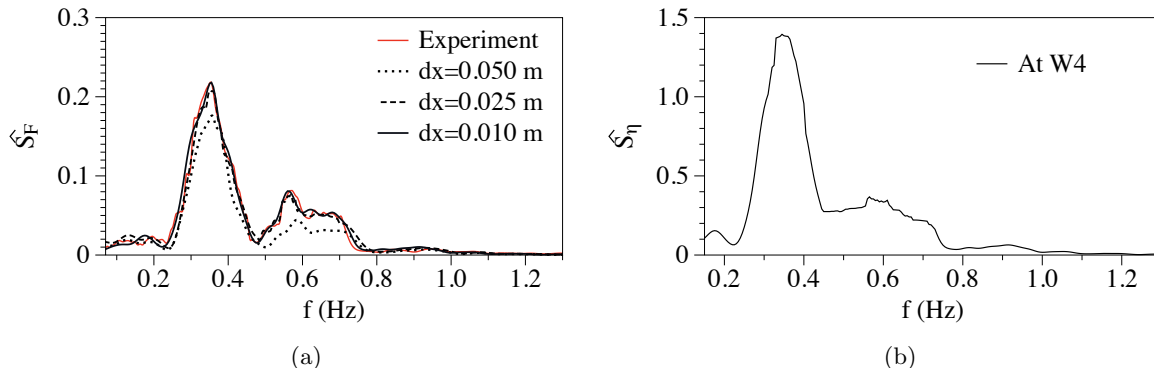 0.3
0.2
0.1
0
Ŝ_F
Experiment
dx=0.050 m
dx=0.025 m
dx=0.010 m
0.2 0.4 0.6 0.8 1.0 1.2
f (Hz)
(a)
1.5
1.0
0.5
0
Ŝ_η
At W4
0.2 0.4 0.6 0.8 1.0 1.2
f (Hz)
(b)